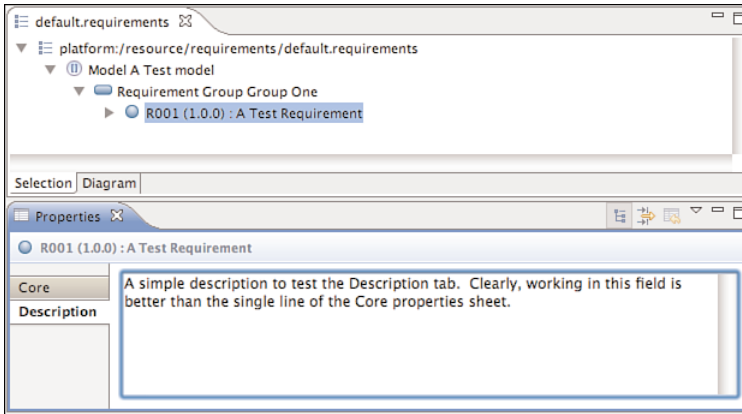 default.requirements
platform:/resource/requirements/default.requirements
Model A Test model
Requirement Group Group One
R001 (1.0.0) : A Test Requirement
Selection Diagram
Properties
R001 (1.0.0) : A Test Requirement
Core
Description
A simple description to test the Description tab.  Clearly, working in this field is
better than the single line of the Core properties sheet.